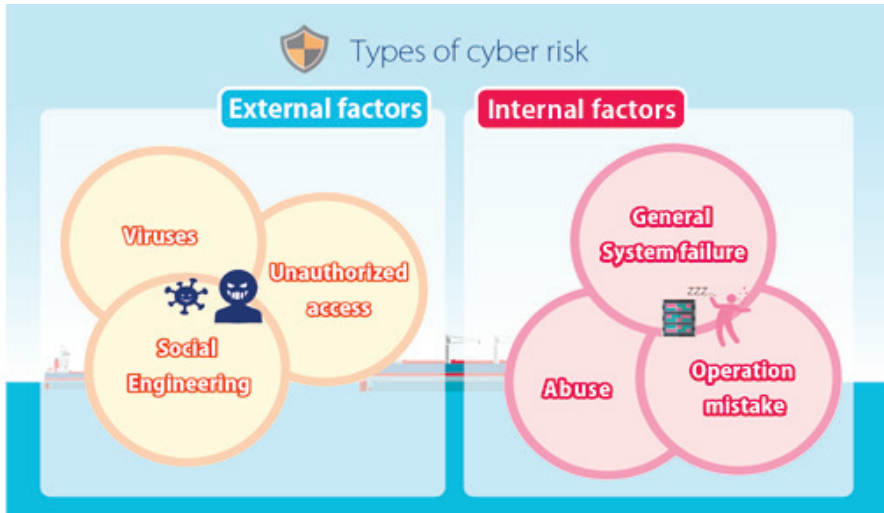 Types of cyber risk
External factors
Viruses
Unauthorized
access
Social
Engineering
Internal factors
General
System failure
ZZZ...
Abuse
Operation
mistake